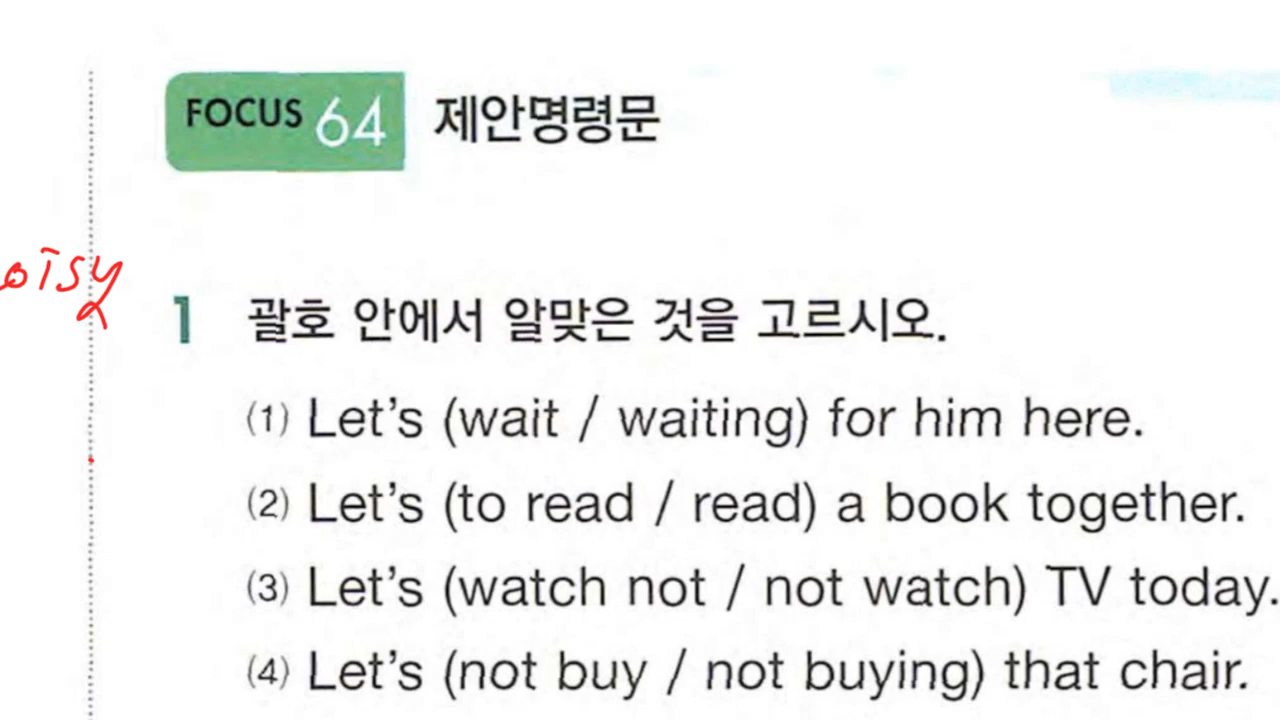 FOCUS 64 제안명령문
1 괄호 안에서 알맞은 것을 고르시오.
(1) Let's (wait / waiting) for him here.
(2) Let's (to read / read) a book together.
(3) Let's (watch not / not watch) TV today.
(4) Let's (not buy / not buying) that chair.